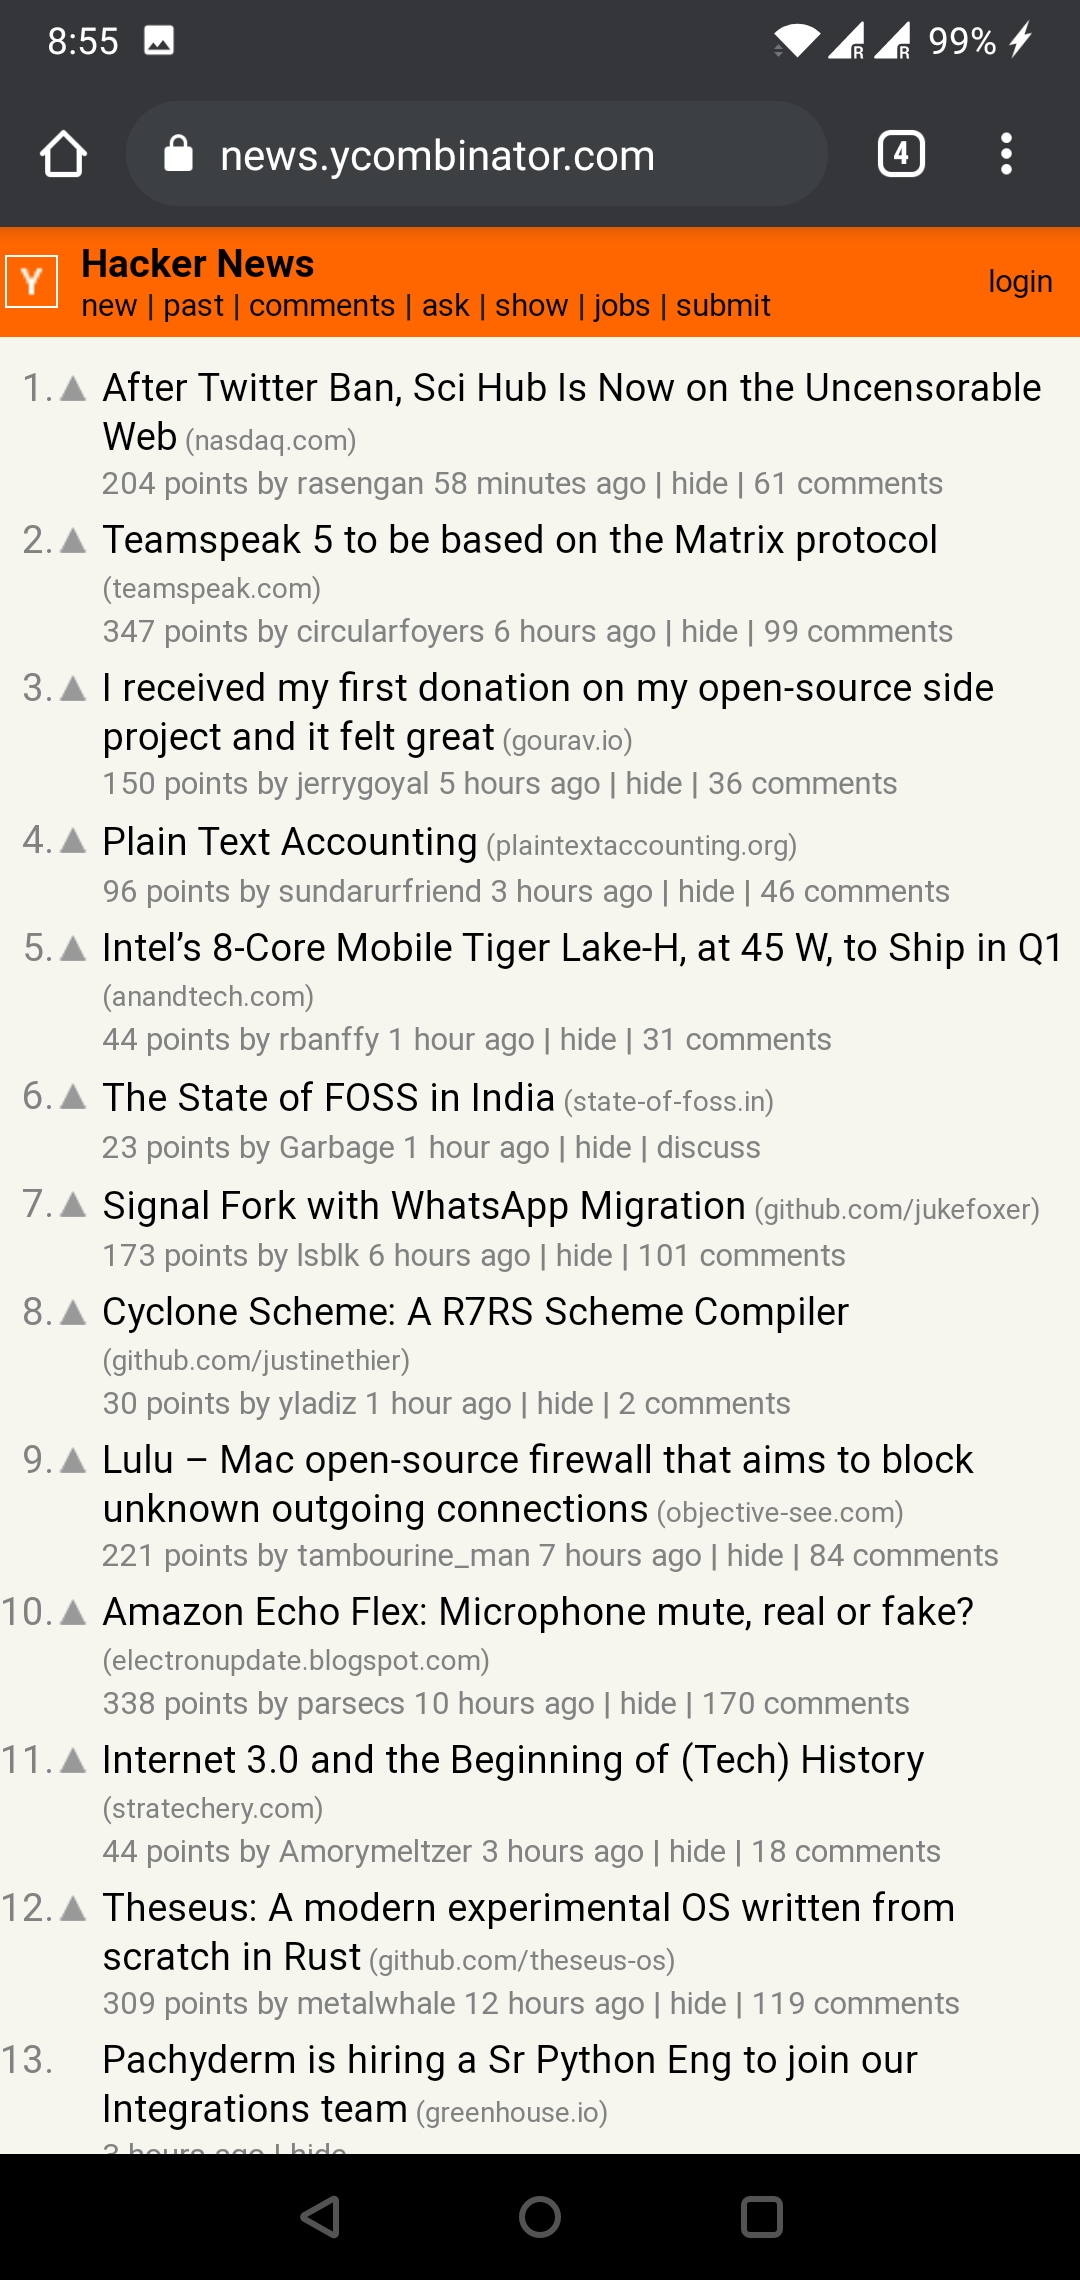 8:55
R R 99%
news.ycombinator.com
4
Y
Hacker News
new | past | comments | ask | show | jobs | submit
login
1. After Twitter Ban, Sci Hub Is Now on the Uncensorable
Web (nasdaq.com)
204 points by rasengan 58 minutes ago | hide | 61 comments
2. Teamspeak 5 to be based on the Matrix protocol
(teamspeak.com)
347 points by circularfoyers 6 hours ago | hide | 99 comments
3. I received my first donation on my open-source side
project and it felt great (gourav.io)
150 points by jerrygoyal 5 hours ago | hide | 36 comments
4. Plain Text Accounting (plaintextaccounting.org)
96 points by sundarurfriend 3 hours ago | hide | 46 comments
5. Intel’s 8-Core Mobile Tiger Lake-H, at 45 W, to Ship in Q1
(anandtech.com)
44 points by rbanffy 1 hour ago | hide | 31 comments
6. The State of FOSS in India (state-of-foss.in)
23 points by Garbage 1 hour ago | hide | discuss
7. Signal Fork with WhatsApp Migration (github.com/jukefoxer)
173 points by lsblk 6 hours ago | hide | 101 comments
8. Cyclone Scheme: A R7RS Scheme Compiler
(github.com/justinethier)
30 points by yladiz 1 hour ago | hide | 2 comments
9. Lulu – Mac open-source firewall that aims to block
unknown outgoing connections (objective-see.com)
221 points by tambourine_man 7 hours ago | hide | 84 comments
10. Amazon Echo Flex: Microphone mute, real or fake?
(electronupdate.blogspot.com)
338 points by parsecs 10 hours ago | hide | 170 comments
11. Internet 3.0 and the Beginning of (Tech) History
(stratechery.com)
44 points by Amorymeltzer 3 hours ago | hide | 18 comments
12. Theseus: A modern experimental OS written from
scratch in Rust (github.com/theseus-os)
309 points by metalwhale 12 hours ago | hide | 119 comments
13. Pachyderm is hiring a Sr Python Eng to join our
Integrations team (greenhouse.io)
3 hours ago | hide